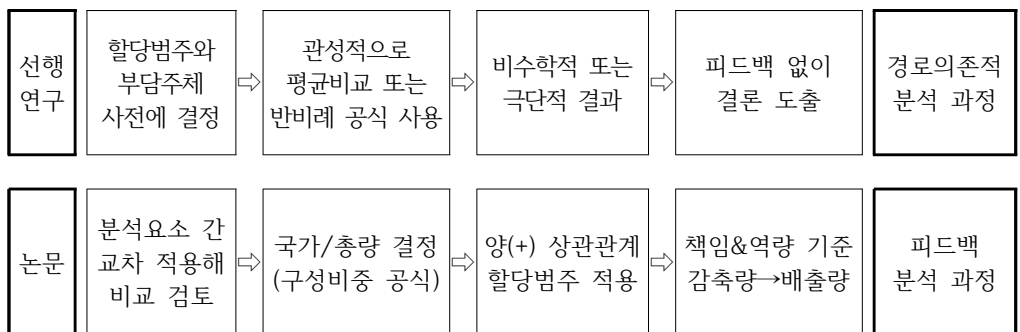 선행
연구
할당범주와
부담주체
사전에 결정
⇨
관성적으로
평균비교 또는
반비례 공식 사용
⇨
비수학적 또는
극단적 결과
⇨
피드백 없이
결론 도출
경로의존적
분석 과정
논문
분석요소 간
교차 적용해
비교 검토
⇨
국가/총량 결정
(구성비중 공식)
⇨
양(+) 상관관계
할당범주 적용
⇨
책임&역량 기준
감축량→배출량
피드백
분석 과정